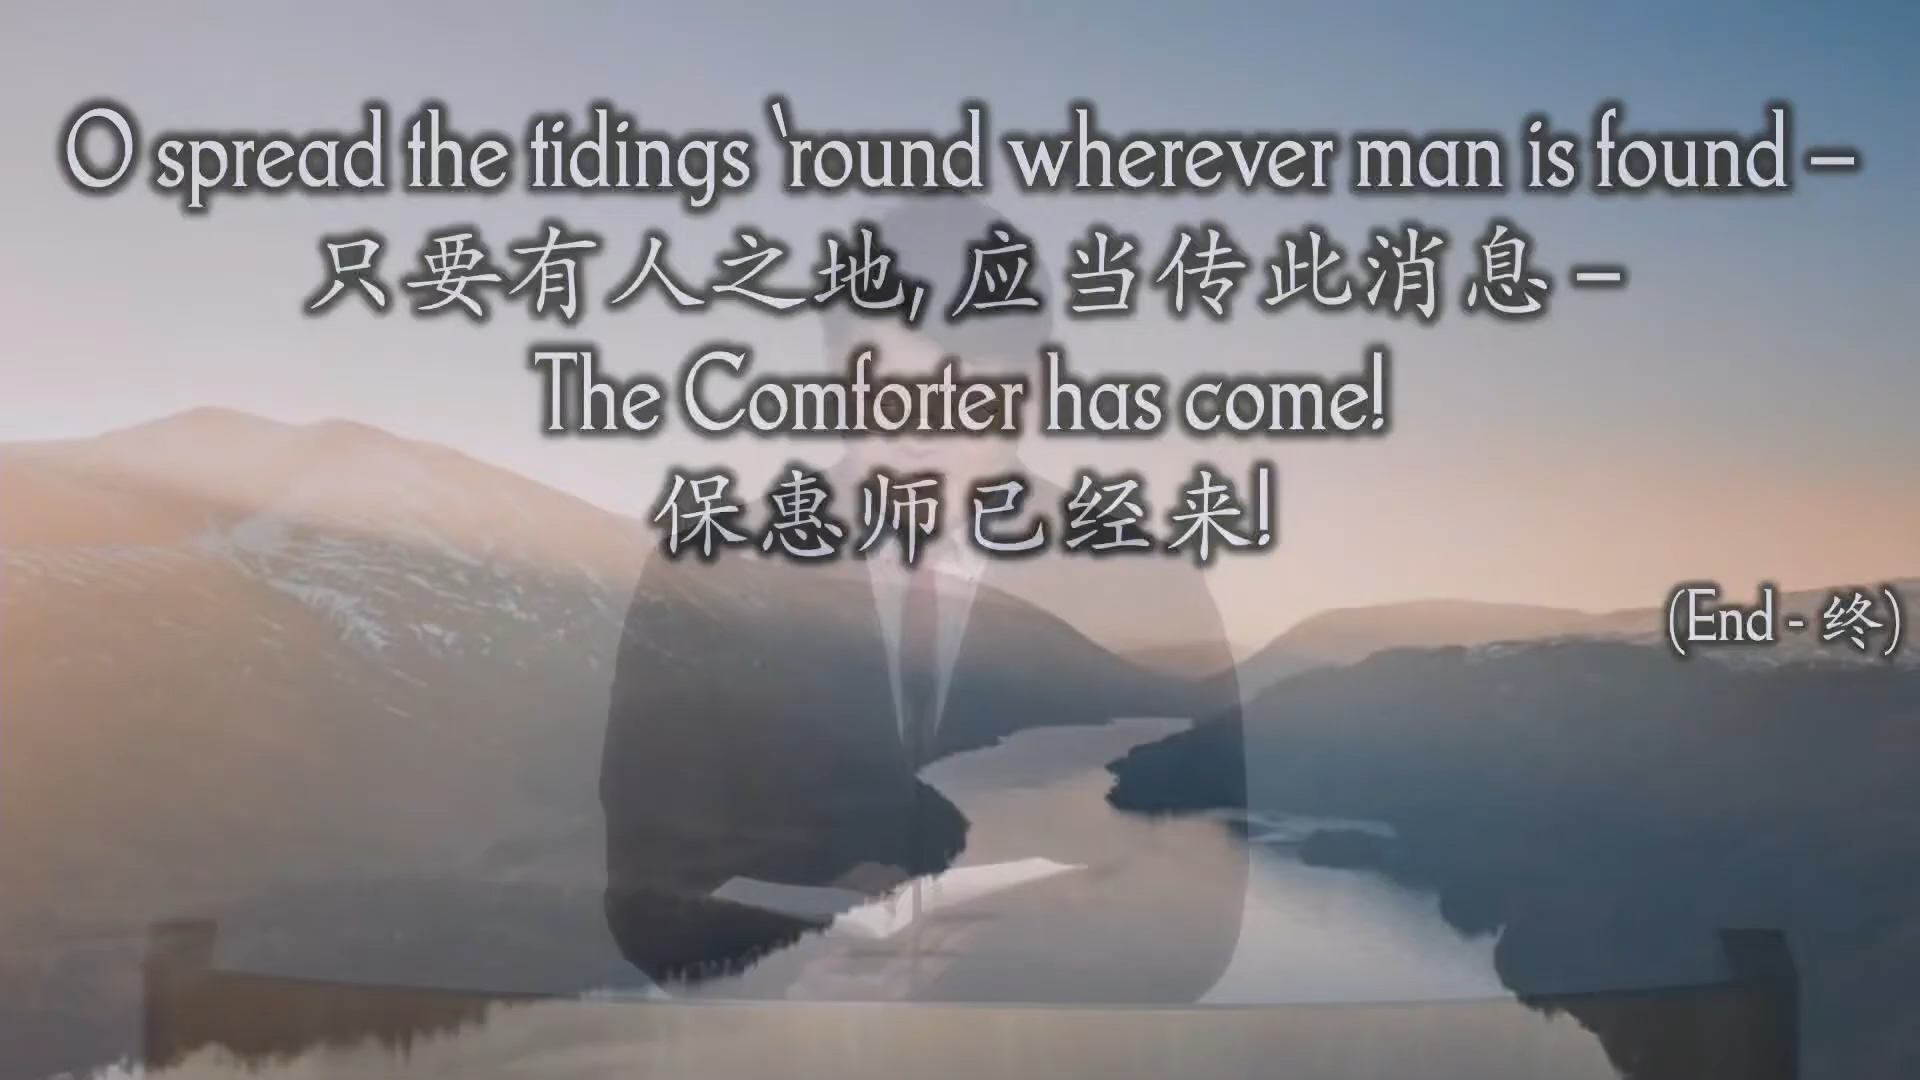 O spread the tidings ‵round wherever man is found –
只要有人之地, 应当传此消息 –
The Comforter has come!
保惠师已经来!
(End - 终)